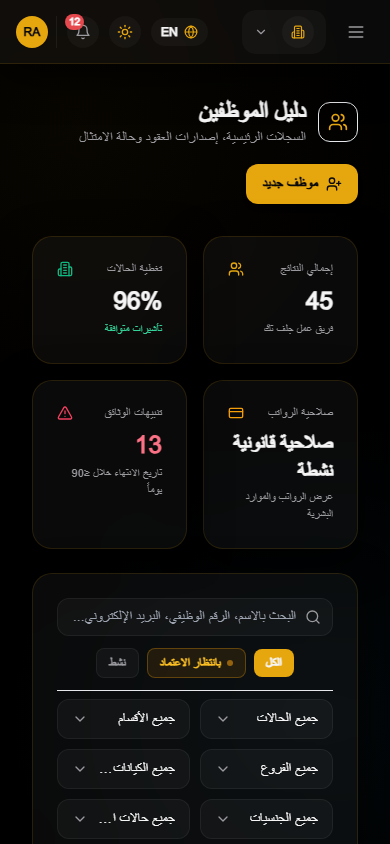 RA
12
EN
دليل الموظفين
السجلات الرئيسية، إصدارات العقود وحالة الامتثال
موظف جديد
إجمالي النتائج
45
فريق عمل جلف تك
تغطية الحالات
96%
تأشيرات متوافقة
صلاحية الرواتب
صلاحية قانونية
نشطة
عرض الرواتب والموارد
البشرية
تنبيهات الوثائق
13
تاريخ الانتهاء خلال ≤90
يوماً
البحث بالاسم، الرقم الوظيفي، البريد الإلكتروني...
الكل
بانتظار الاعتماد
نشط
جميع الحالات
جميع الأقسام
جميع الفروع
جميع الكيانات ...
جميع الجنسيات
جميع حالات ا...